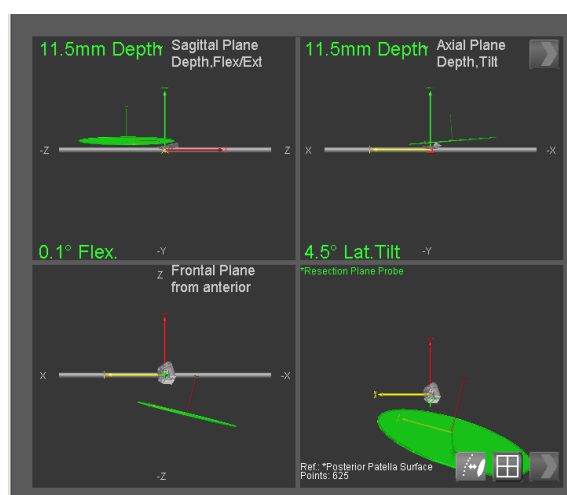 11.5mm Depth
Sagittal Plane
Depth,Flex/Ext
-Z
Z
0.1° Flex.
-Y
11.5mm Depth
Axial Plane
Depth,Tilt
X
-X
4.5° Lat.Tilt
-Y
Z
Frontal Plane
from anterior
X
-X
-Z
*Resection Plane Probe
Ref.: *Posterior Patella Surface
Points: 625